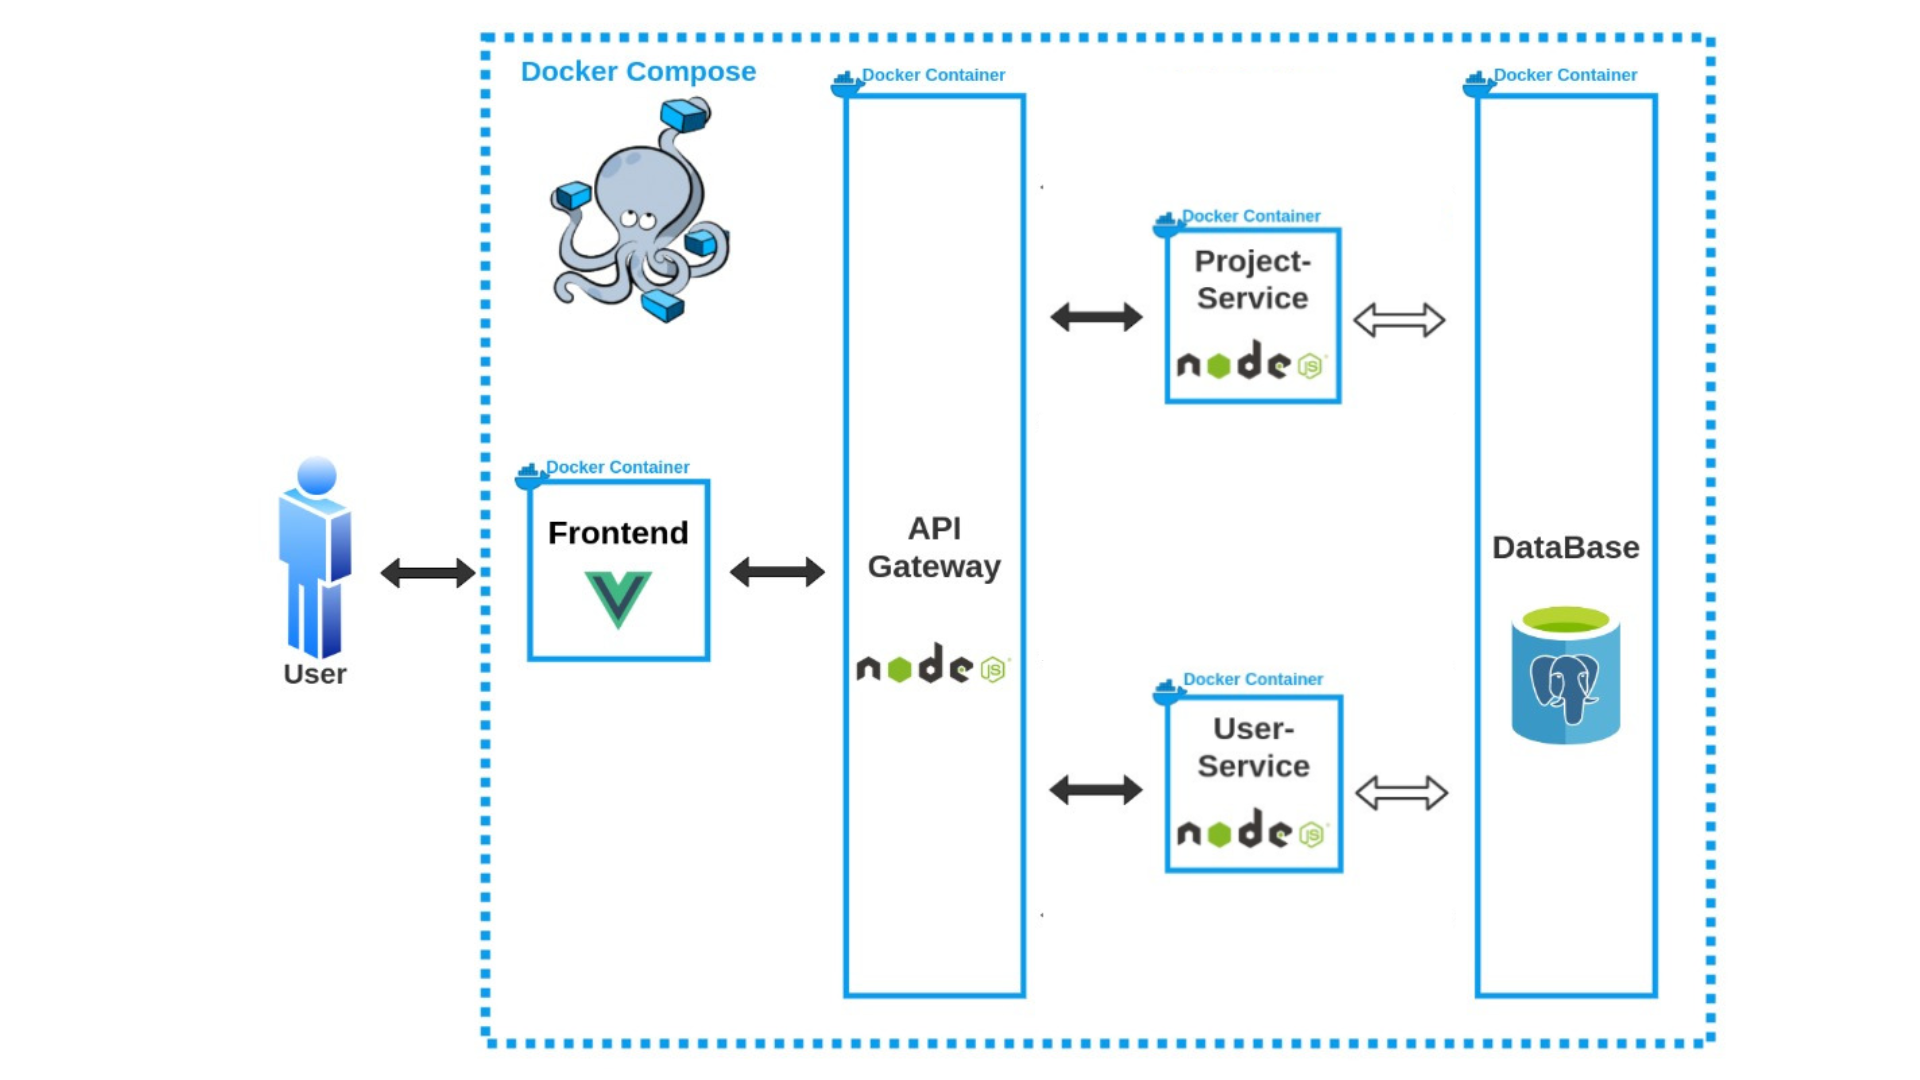 Docker Compose
Docker Container
Docker Container
Docker Container
Project-
Service
node JS
Docker Container
Frontend
API
Gateway
node JS
DataBase
User
Docker Container
User-
Service
node JS